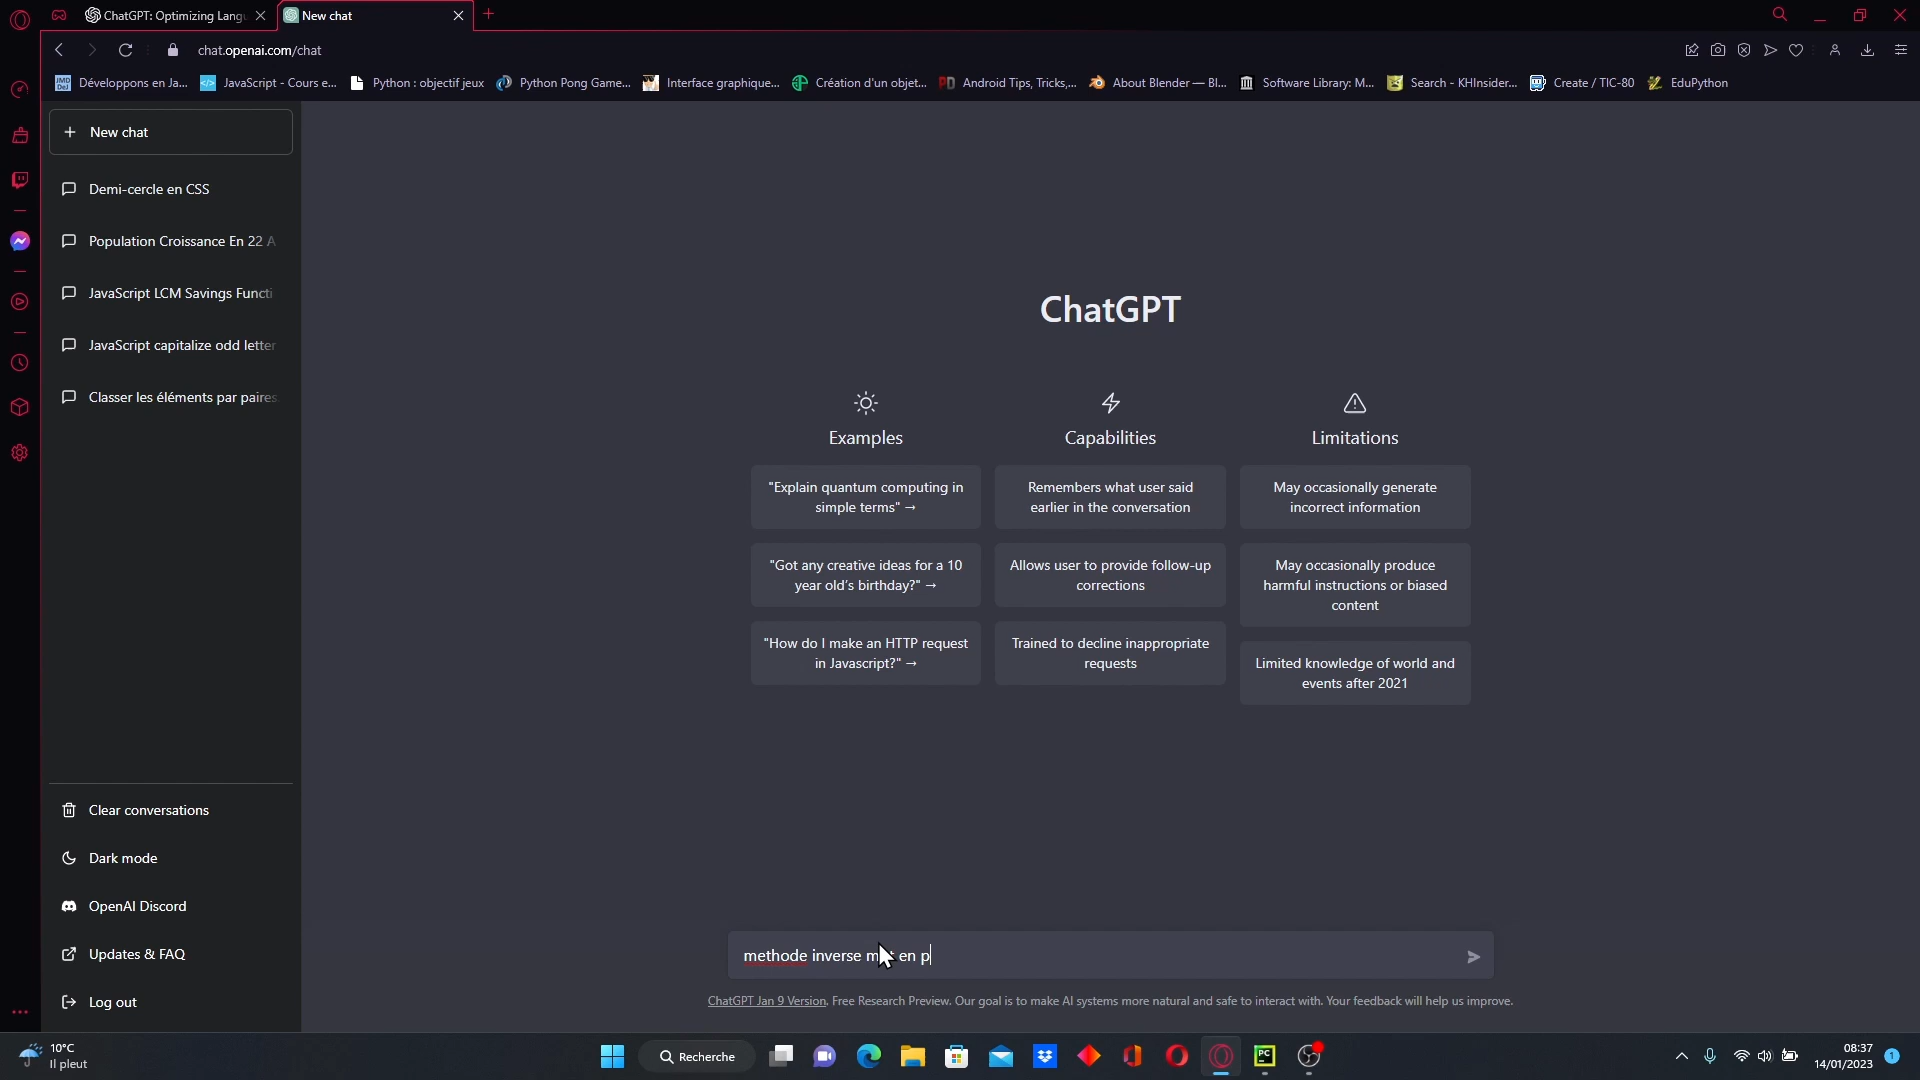 ChatGPT: Optimizing Langu
New chat
chat.openai.com/chat
Développons en Ja...
JavaScript - Cours e...
Python : objectif jeux
Python Pong Game...
Interface graphique...
Création d'un objet...
Android Tips, Tricks,...
About Blender — Bl...
Software Library: M...
Search - KHInsider...
Create / TIC-80
EduPython
New chat
Demi-cercle en CSS
Population Croissance En 22 A
JavaScript LCM Savings Functi
JavaScript capitalize odd letter
Classer les éléments par paires
Clear conversations
Dark mode
OpenAI Discord
Updates & FAQ
Log out
ChatGPT
Examples
"Explain quantum computing in
simple terms" →
"Got any creative ideas for a 10
year old's birthday?" →
"How do I make an HTTP request
in Javascript?" →
Capabilities
Remembers what user said
earlier in the conversation
Allows user to provide follow-up
corrections
Trained to decline inappropriate
requests
Limitations
May occasionally generate
incorrect information
May occasionally produce
harmful instructions or biased
content
Limited knowledge of world and
events after 2021
methode inverse en p
ChatGPT Jan 9 Version. Free Research Preview. Our goal is to make AI systems more natural and safe to interact with. Your feedback will help us improve.
10°C
Il pleut
Recherche
PC
08:37
14/01/2023
1